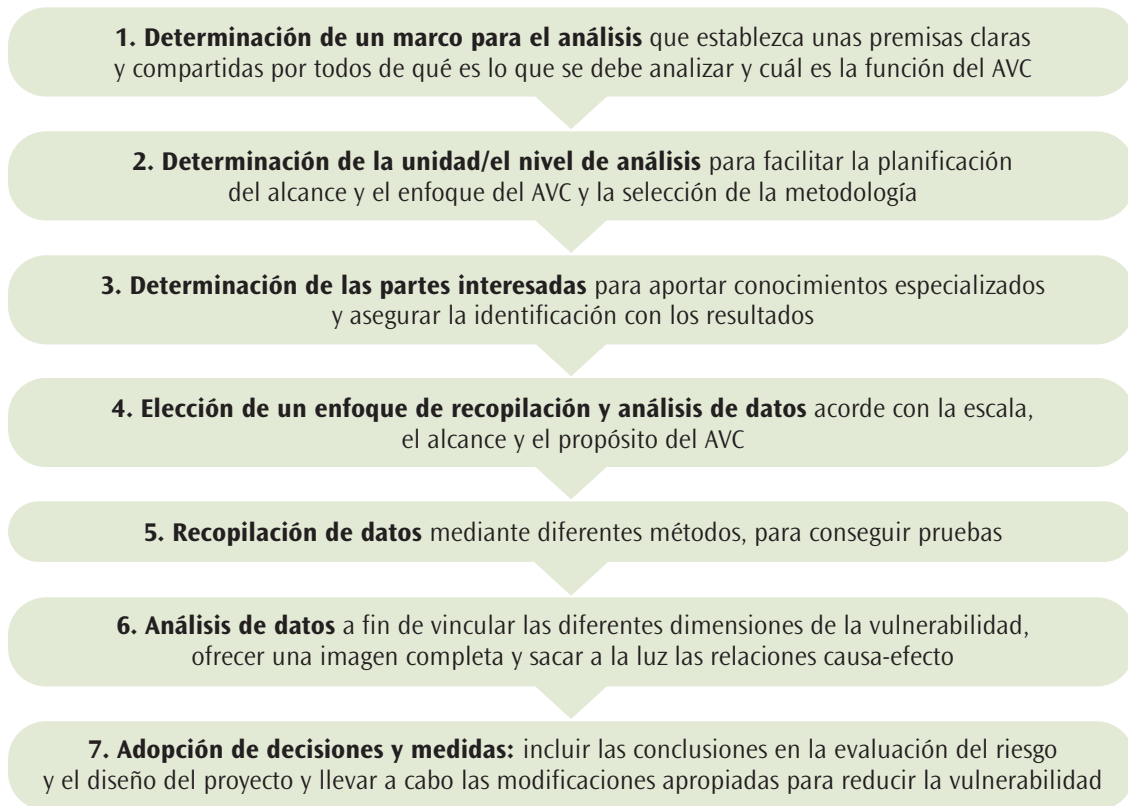 1. Determinación de un marco para el análisis que establezca unas premisas claras
y compartidas por todos de qué es lo que se debe analizar y cuál es la función del AVC
2. Determinación de la unidad/el nivel de análisis para facilitar la planificación
del alcance y el enfoque del AVC y la selección de la metodología
3. Determinación de las partes interesadas para aportar conocimientos especializados
y asegurar la identificación con los resultados
4. Elección de un enfoque de recopilación y análisis de datos acorde con la escala,
el alcance y el propósito del AVC
5. Recopilación de datos mediante diferentes métodos, para conseguir pruebas
6. Análisis de datos a fin de vincular las diferentes dimensiones de la vulnerabilidad,
ofrecer una imagen completa y sacar a la luz las relaciones causa-efecto
7. Adopción de decisiones y medidas: incluir las conclusiones en la evaluación del riesgo
y el diseño del proyecto y llevar a cabo las modificaciones apropiadas para reducir la vulnerabilidad